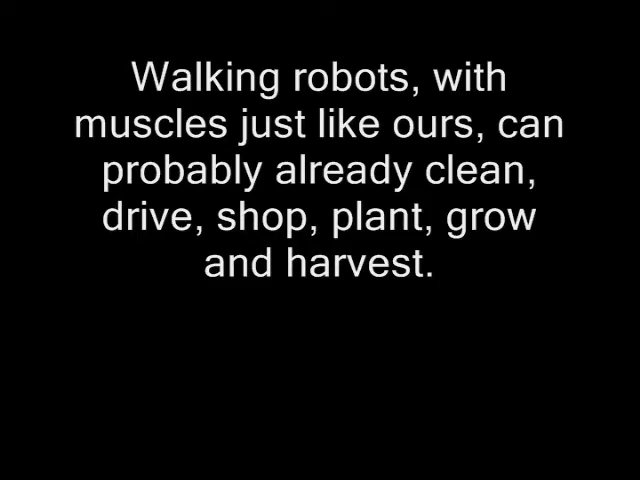 Walking robots, with
muscles just like ours, can
probably already clean,
drive, shop, plant, grow
and harvest.